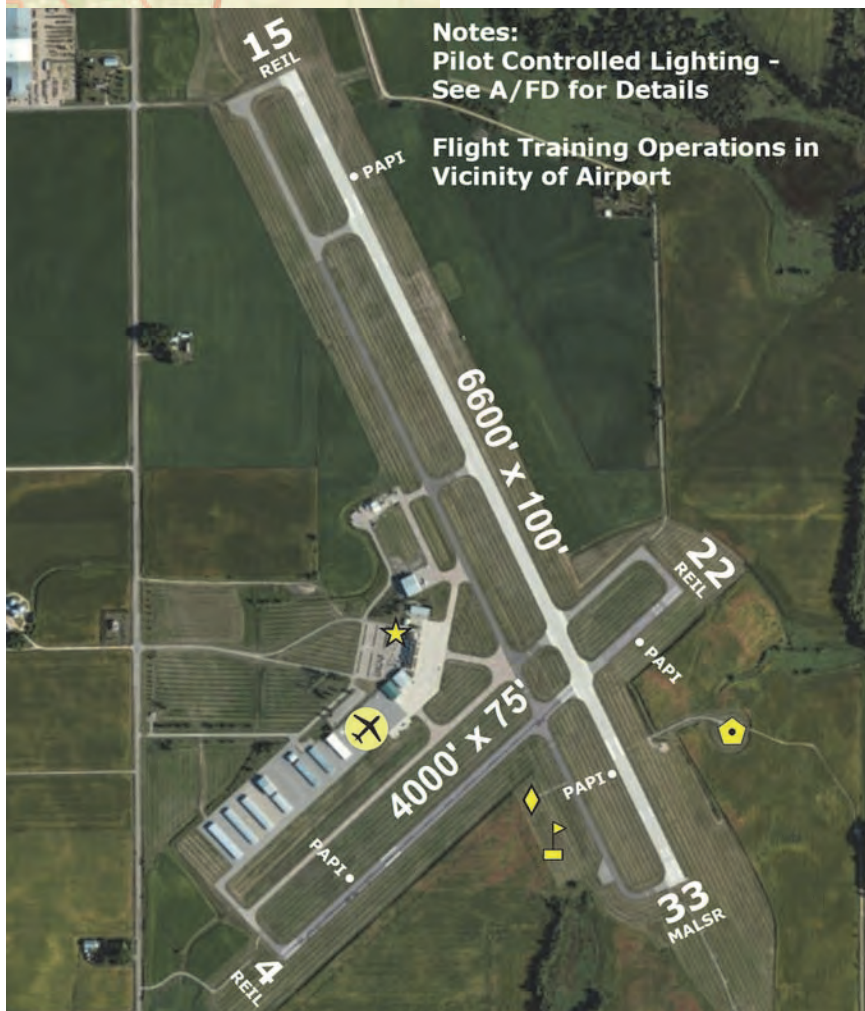 Notes:
Pilot Controlled Lighting -
See A/FD for Details
Flight Training Operations in
Vicinity of Airport
15
REIL
PAPI
6600' x 100'
22
REIL
PAPI
4000' x 75'
PAPI
PAPI
33
MALSR
4
REIL